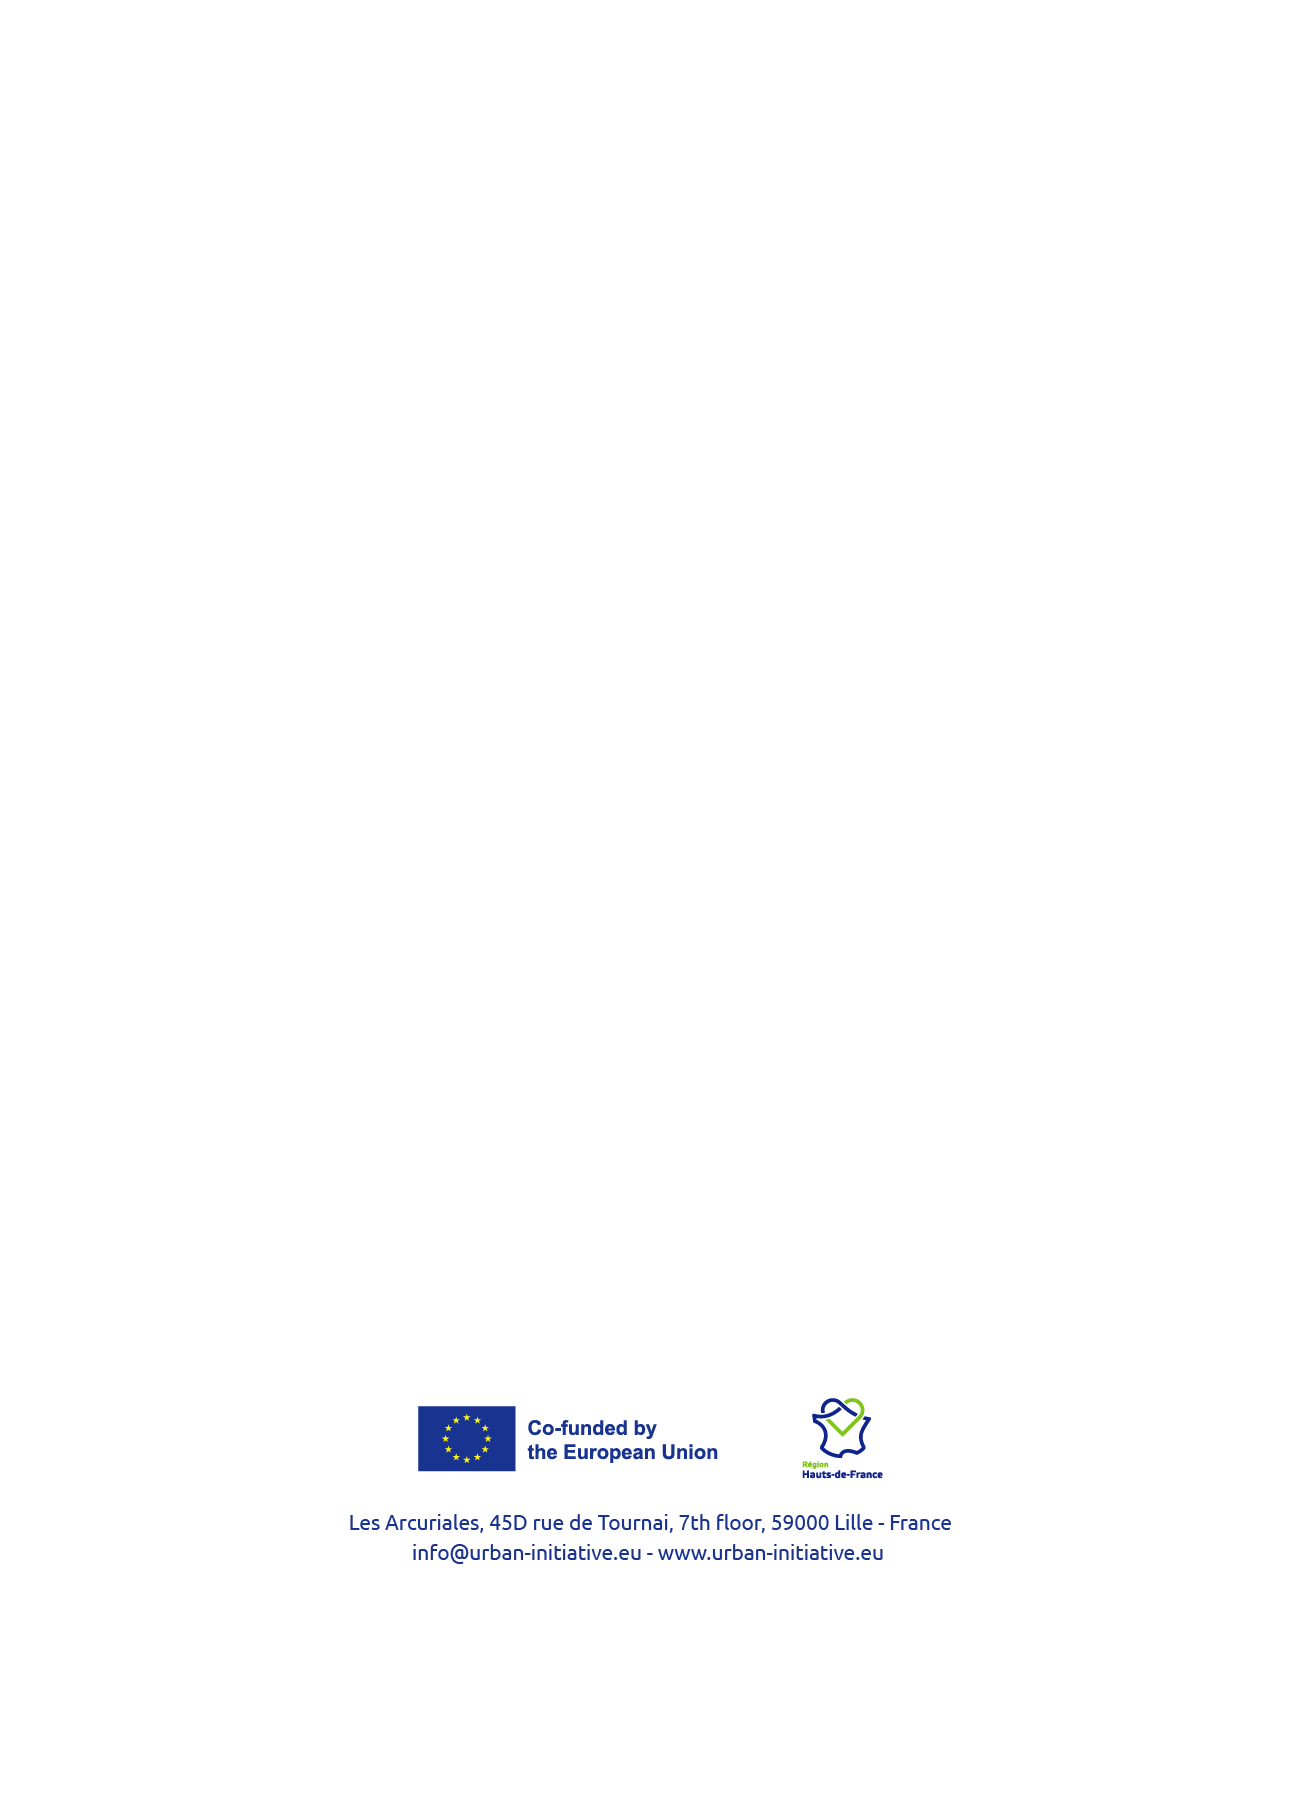 Co-funded by
the European Union
Région
Hauts-de-France
Les Arcuriales, 45D rue de Tournai, 7th floor, 59000 Lille - France
info@urban-initiative.eu - www.urban-initiative.eu